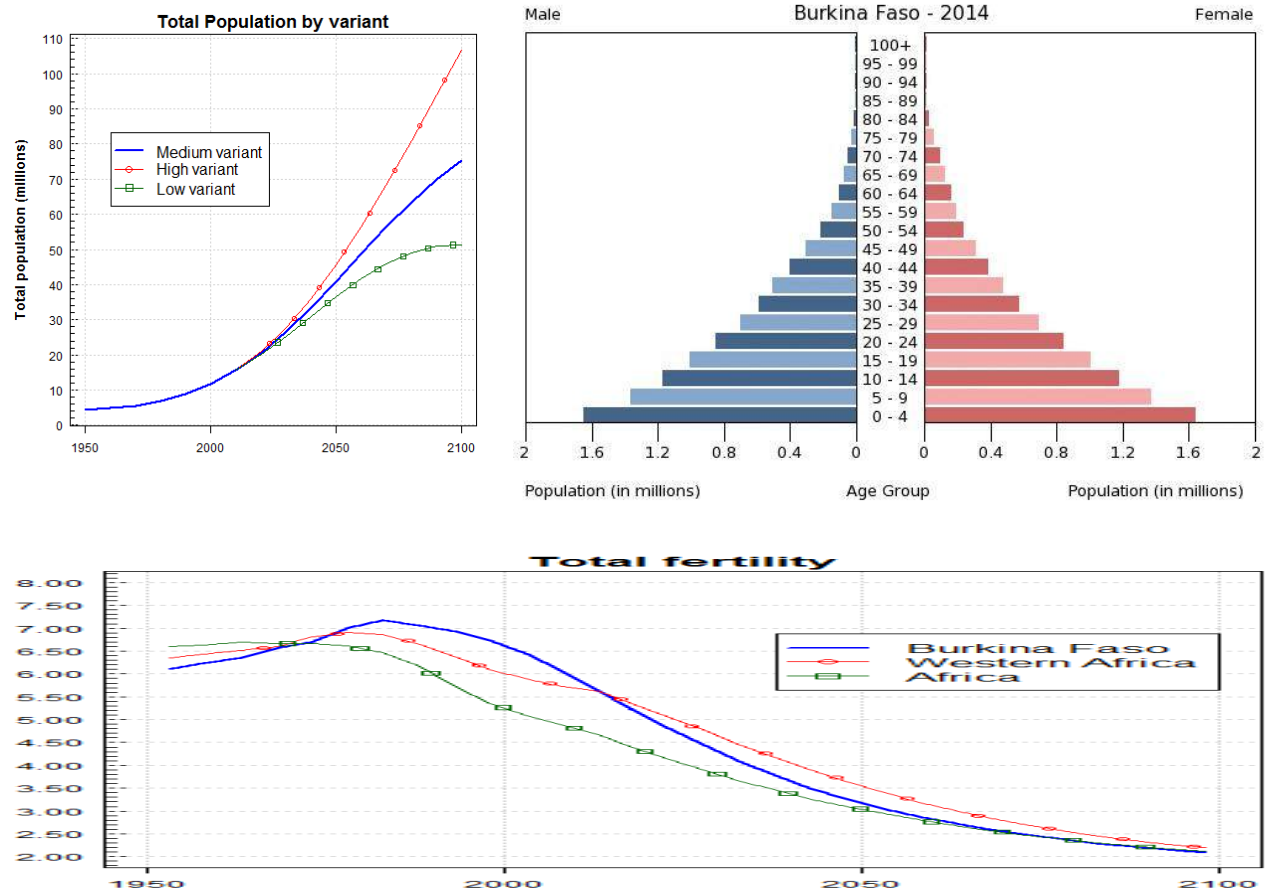 Total Population by variant
Total population (millions)
110
100
90
80
70
60
50
40
30
20
10
0
Medium variant
High variant
Low variant
1950 2000 2050 2100
Male Burkina Faso - 2014 Female
100+
95 - 99
90 - 94
85 - 89
80 - 84
75 - 79
70 - 74
65 - 69
60 - 64
55 - 59
50 - 54
45 - 49
40 - 44
35 - 39
30 - 34
25 - 29
20 - 24
15 - 19
10 - 14
5 - 9
0 - 4
2 1.6 1.2 0.4 0 0 0.4 0.8 1.6 2
Population (in millions) Age Group Population (in millions)
Total fertility
8.00
7.50
7.00
6.50
6.00
5.50
5.00
4.50
4.00
3.50
3.00
2.50
2.00
Burkina Faso
Western Africa
Africa
1950 2000 2050 2100